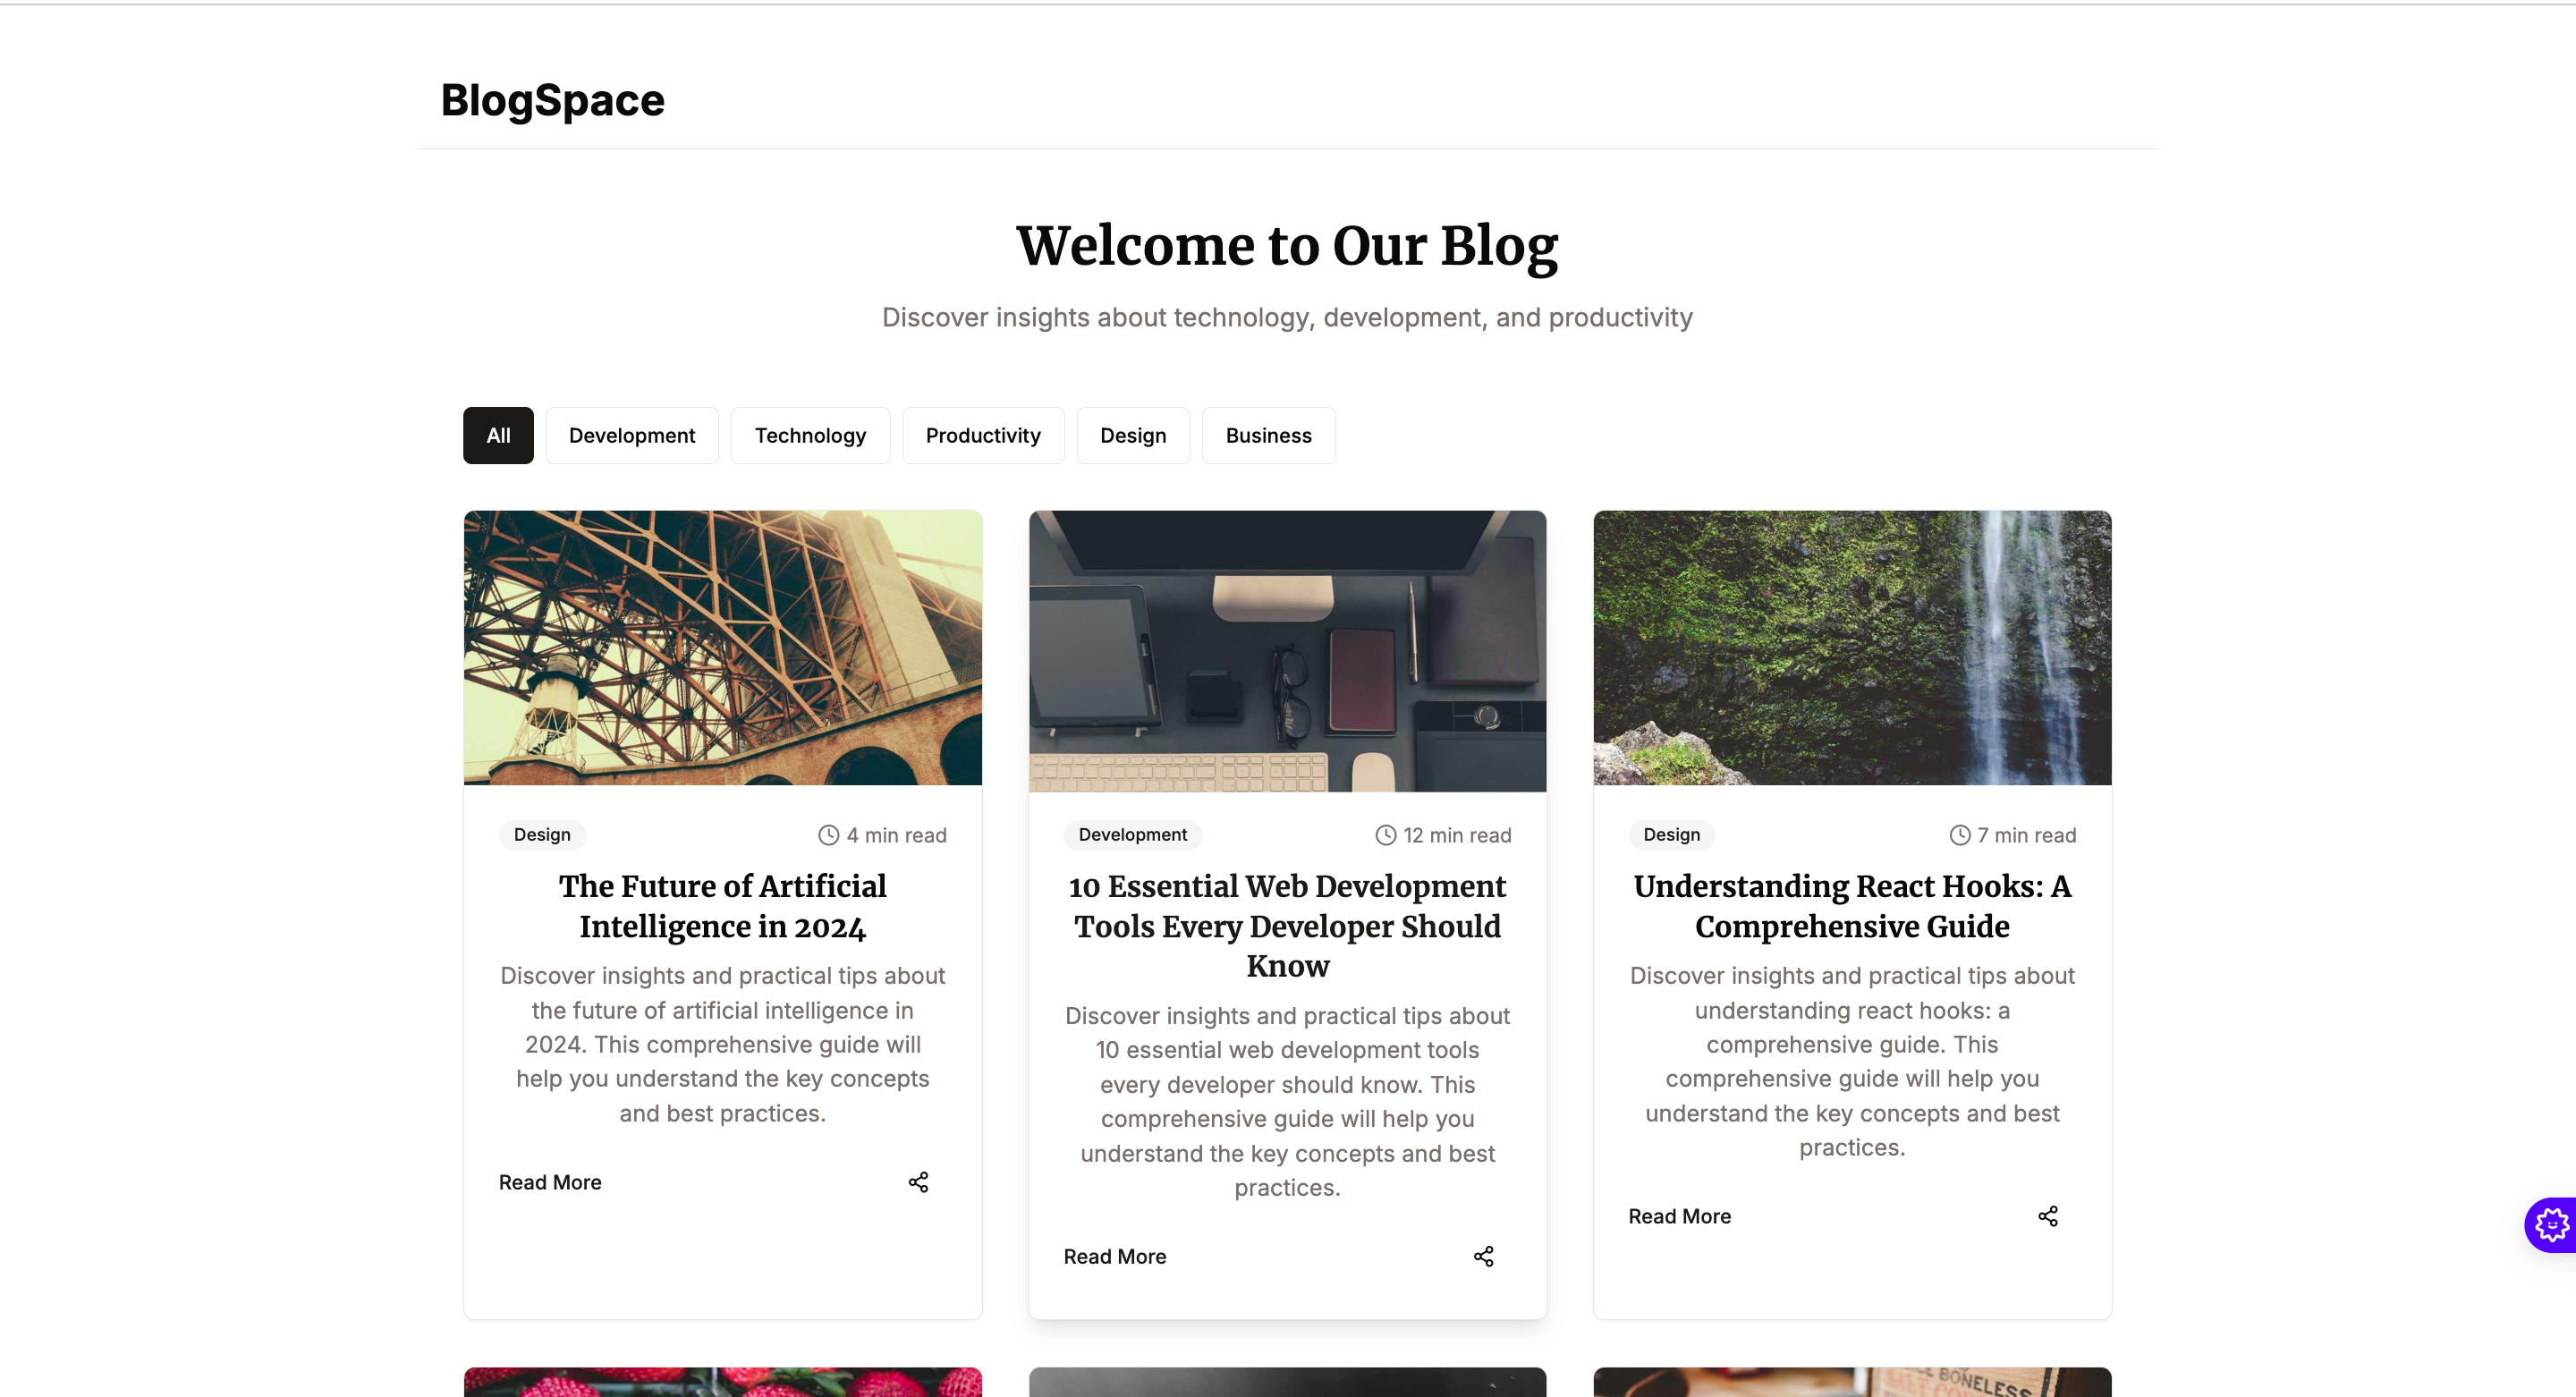 BlogSpace
Welcome to Our Blog
Discover insights about technology, development, and productivity
All
Development
Technology
Productivity
Design
Business
Design
4 min read
The Future of Artificial
Intelligence in 2024
Discover insights and practical tips about
the future of artificial intelligence in
2024. This comprehensive guide will
help you understand the key concepts
and best practices.
Read More
Development
12 min read
10 Essential Web Development
Tools Every Developer Should
Know
Discover insights and practical tips about
10 essential web development tools
every developer should know. This
comprehensive guide will help you
understand the key concepts and best
practices.
Read More
Design
7 min read
Understanding React Hooks: A
Comprehensive Guide
Discover insights and practical tips about
understanding react hooks: a
comprehensive guide. This
comprehensive guide will help you
understand the key concepts and best
practices.
Read More
BONELESS